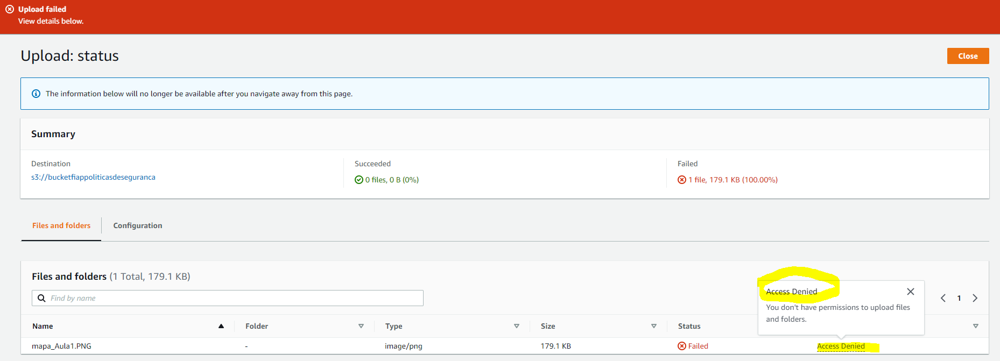 Upload failed
View details below.
Upload: status
Close
The information below will no longer be available after you navigate away from this page.
Summary
Destination
s3://bucketfiappoliticasdeseguranca
Succeeded
0 files, 0 B (0%)
Failed
1 file, 179.1 KB (100.00%)
Files and folders
Configuration
Files and folders (1 Total, 179.1 KB)
Find by name
Access Denied
You don't have permissions to upload files
and folders.
1
Name Folder Type Size Status
mapa_Aula1.PNG - image/png 179.1 KB Failed Access Denied